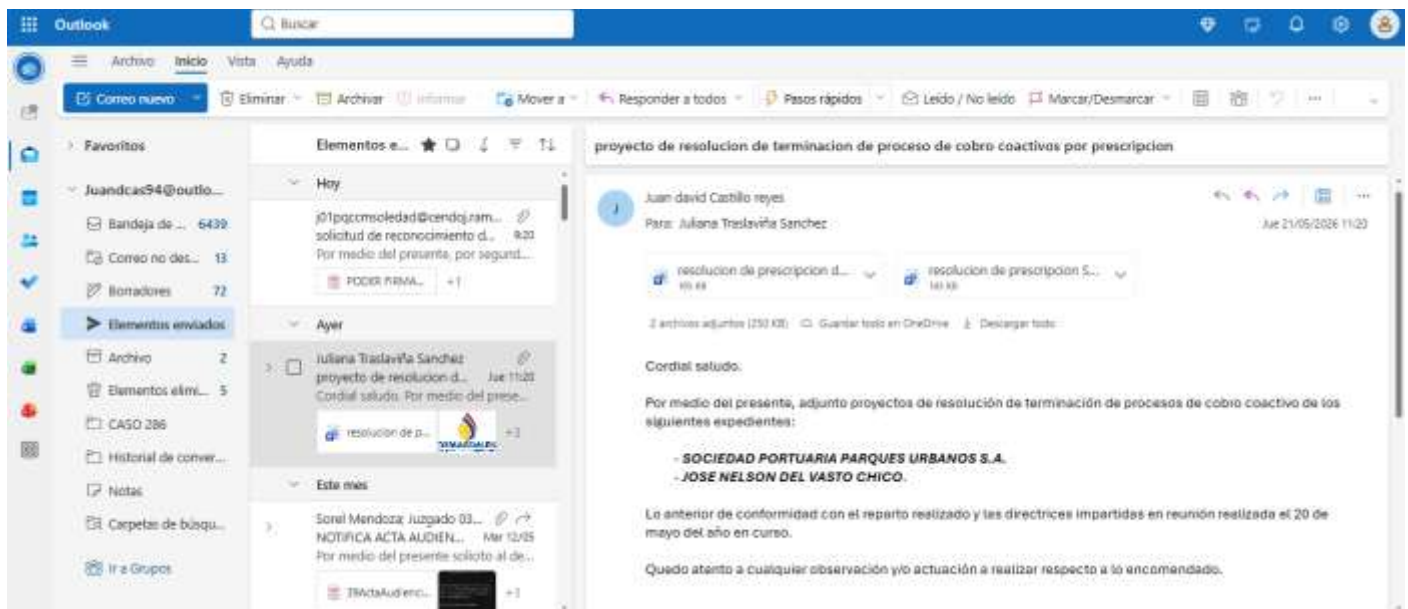 Outlook
Buscar
Archivo Inicio Vista Ayuda
Correo nuevo Eliminar Archivar Informar Mover a Responder a todos Pasos rápidos Leído / No leído Marcar/Desmarcar
Favoritos
Juandcas94@outlo...
Bandeja de ... 6439
Correo no des... 13
Borradores 72
Elementos enviados
Archivo 2
Elementos elimi... 5
CASO 286
Historial de conver...
Notas
Carpetas de búsqu...
Ir a Grupos
Elementos e...
Hoy
j01pqccmsoledad@cendoj.ram...
solicitud de reconocimiento d... 9:20
Por medio del presente, por segund...
PODER FIRMA... +1
Ayer
Juliana Traslaviña Sanchez
proyecto de resolucion d... Jue 11:20
Cordial saludo. Por medio del prese...
resolucion de p... +3
Este mes
Sorel Mendoza; Juzgado 03...
NOTIFICA ACTA AUDIEN... Mar 12/05
Por medio del presente solicito al de...
39ActaAudienc... +1
proyecto de resolucion de terminacion de proceso de cobro coactivos por prescripcion
J
Juan david Castillo reyes
Para: Juliana Traslaviña Sanchez
Jue 21/05/2026 11:20
resolucion de prescripcion d...
resolucion de prescripcion S...
2 archivos adjuntos (250 KB) Guardar todo en OneDrive Descargar todo
Cordial saludo.
Por medio del presente, adjunto proyectos de resolución de terminación de procesos de cobro coactivo de los
siguientes expedientes:
- SOCIEDAD PORTUARIA PARQUES URBANOS S.A.
- JOSE NELSON DEL VASTO CHICO.
Lo anterior de conformidad con el reparto realizado y las directrices impartidas en reunión realizada el 20 de
mayo del año en curso.
Quedo atento a cualquier observación y/o actuación a realizar respecto a lo encomendado.